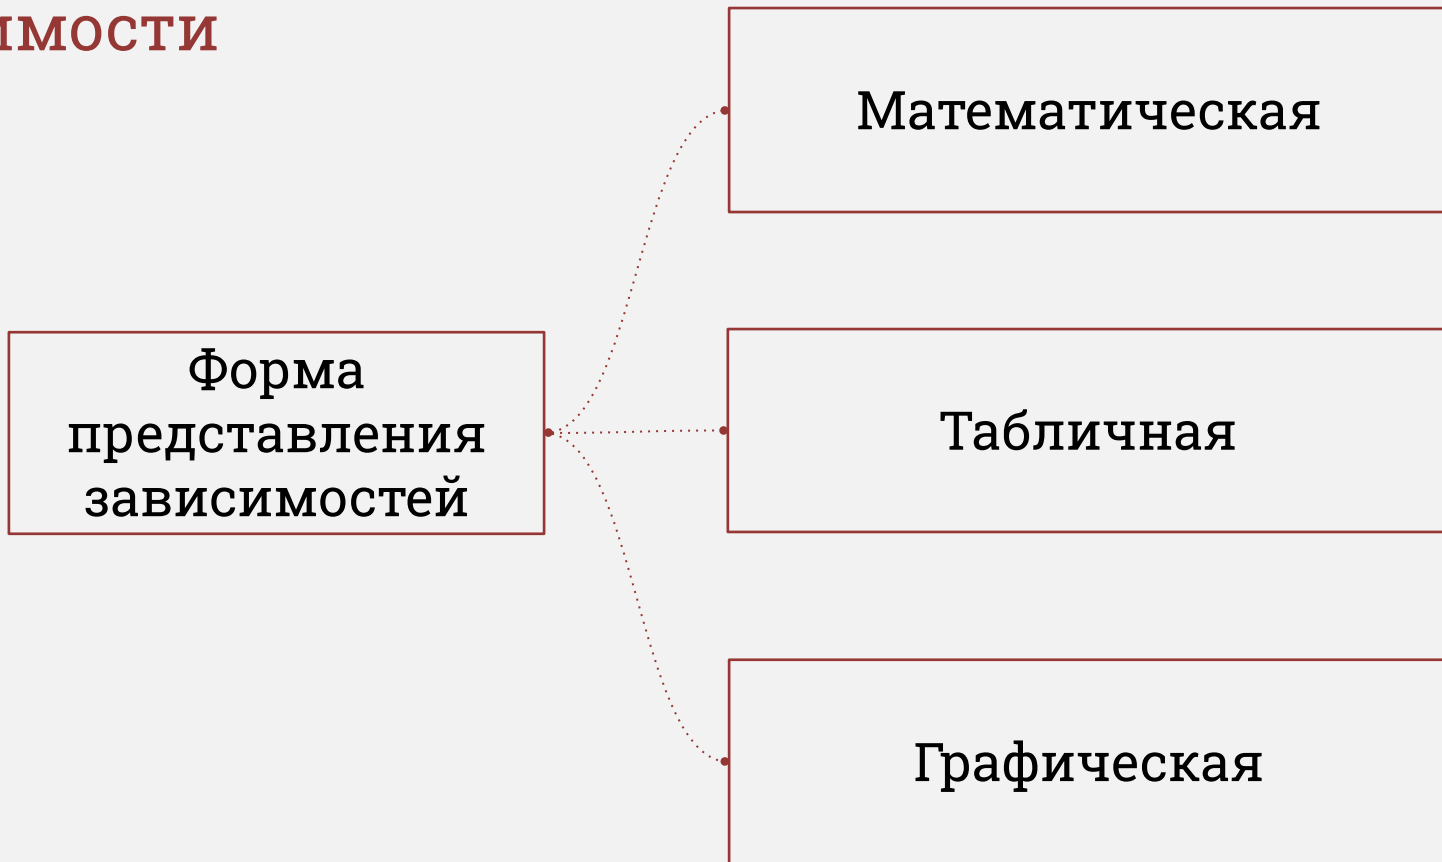 имости
Математическая
Форма
представления
зависимостей
Табличная
Графическая